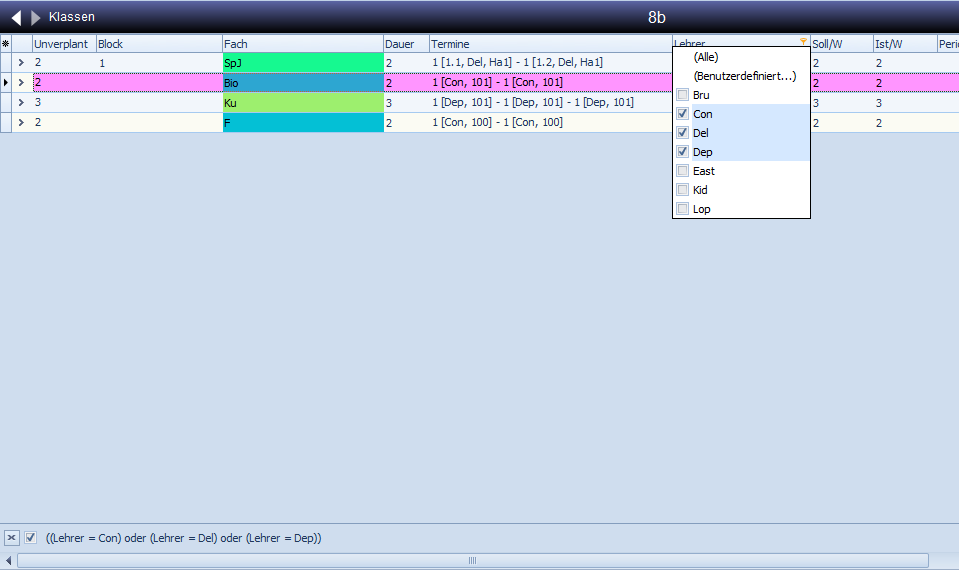 Klassen 8b
Unverplant Block Fach Dauer Termine Lehrer Soll/W Ist/W Peri
2 1 SpJ 2 1 [1.1, Del, Ha1] - 1 [1.2, Del, Ha1] 2 2
2 Bio 2 1 [Con, 101] - 1 [Con, 101] 2 2
3 Ku 3 1 [Dep, 101] - 1 [Dep, 101] - 1 [Dep, 101] 3 3
2 F 2 1 [Con, 100] - 1 [Con, 100] 2 2
(Alle)
(Benutzerdefiniert...)
Bru
Con
Del
Dep
East
Kid
Lop
((Lehrer = Con) oder (Lehrer = Del) oder (Lehrer = Dep))